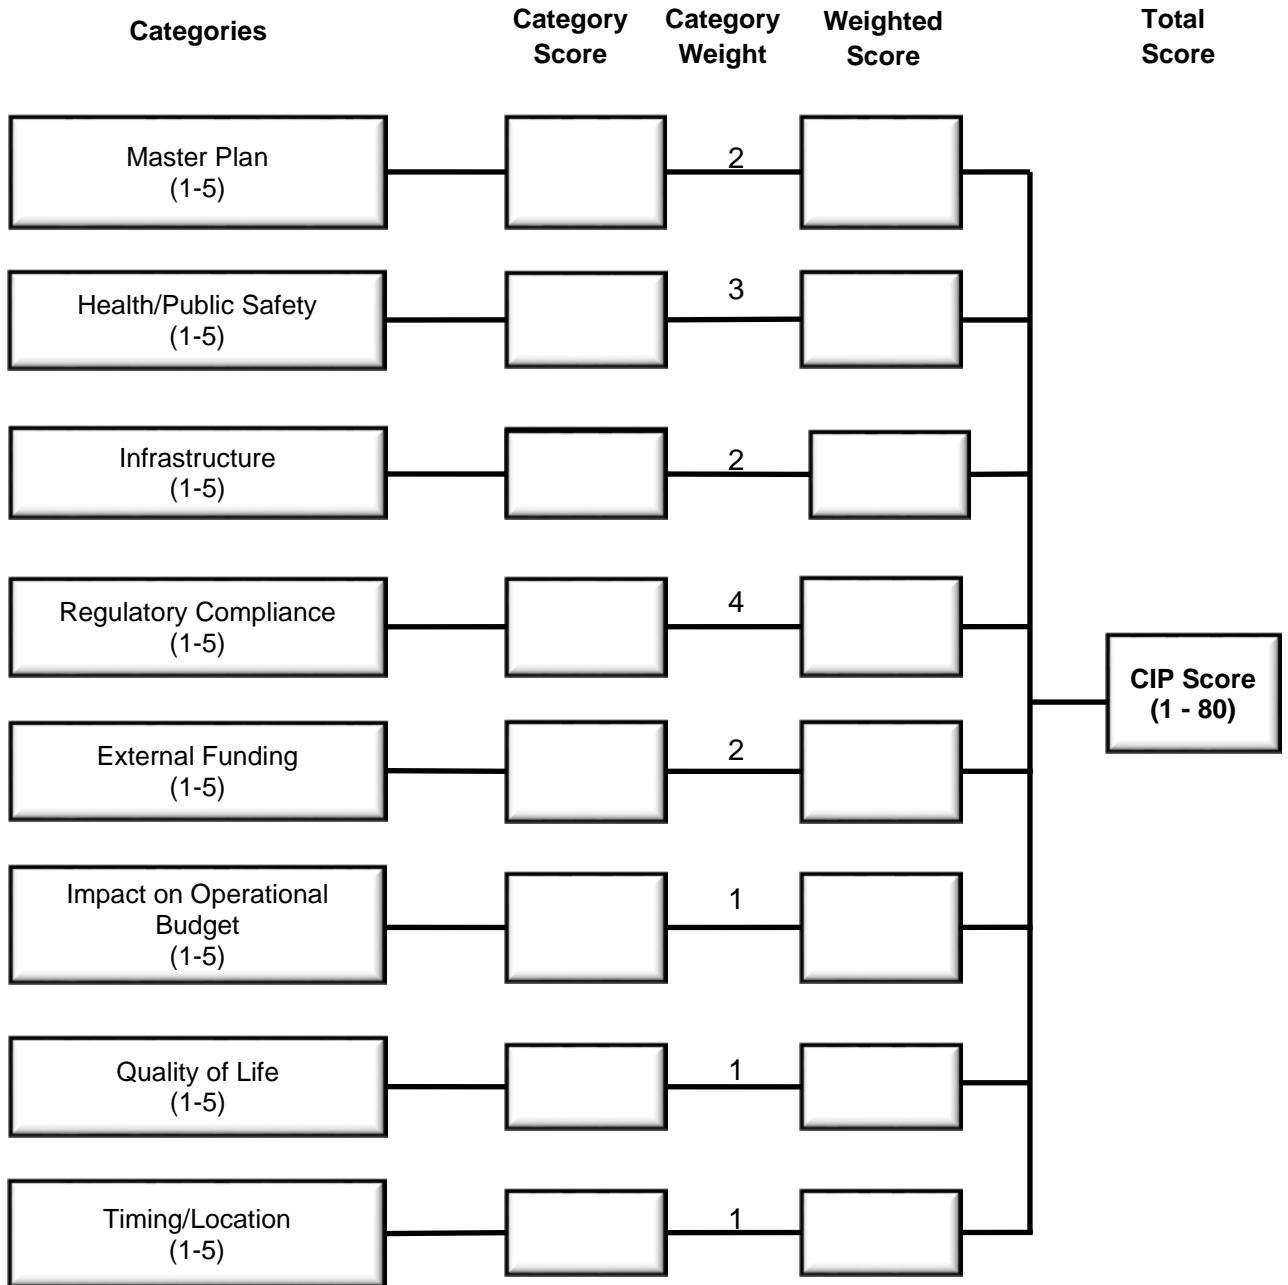 Categories
Category
Score
Category
Weight
Weighted
Score
Total
Score
Master Plan
(1-5)
2
Health/Public Safety
(1-5)
3
Infrastructure
(1-5)
2
Regulatory Compliance
(1-5)
4
CIP Score
(1 - 80)
External Funding
(1-5)
2
Impact on Operational
Budget
(1-5)
1
Quality of Life
(1-5)
1
Timing/Location
(1-5)
1